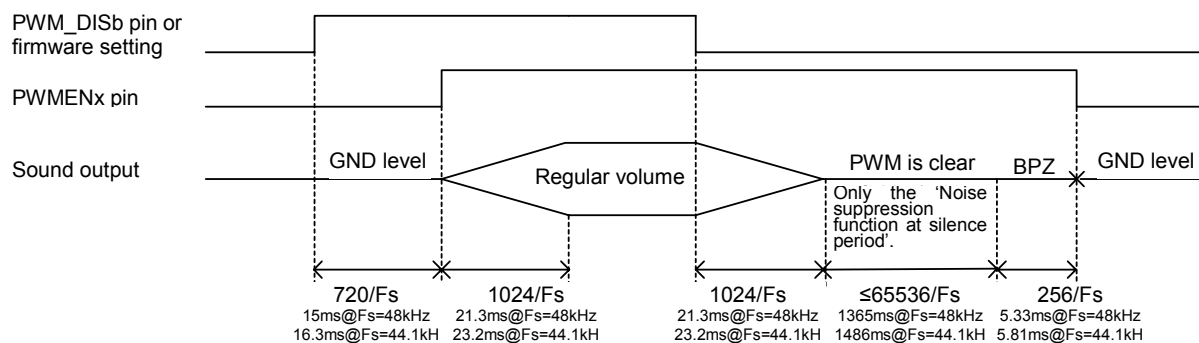 PWM_DISb pin or
firmware setting
PWMENx pin
Sound output
GND level
Regular volume
PWM is clear
BPZ
GND level
Only the 'Noise
suppression
function at silence
period'.
720/Fs
15ms@Fs=48kHz
16.3ms@Fs=44.1kH
1024/Fs
21.3ms@Fs=48kHz
23.2ms@Fs=44.1kH
1024/Fs
21.3ms@Fs=48kHz
23.2ms@Fs=44.1kH
≤65536/Fs
1365ms@Fs=48kHz
1486ms@Fs=44.1kH
256/Fs
5.33ms@Fs=48kHz
5.81ms@Fs=44.1kH